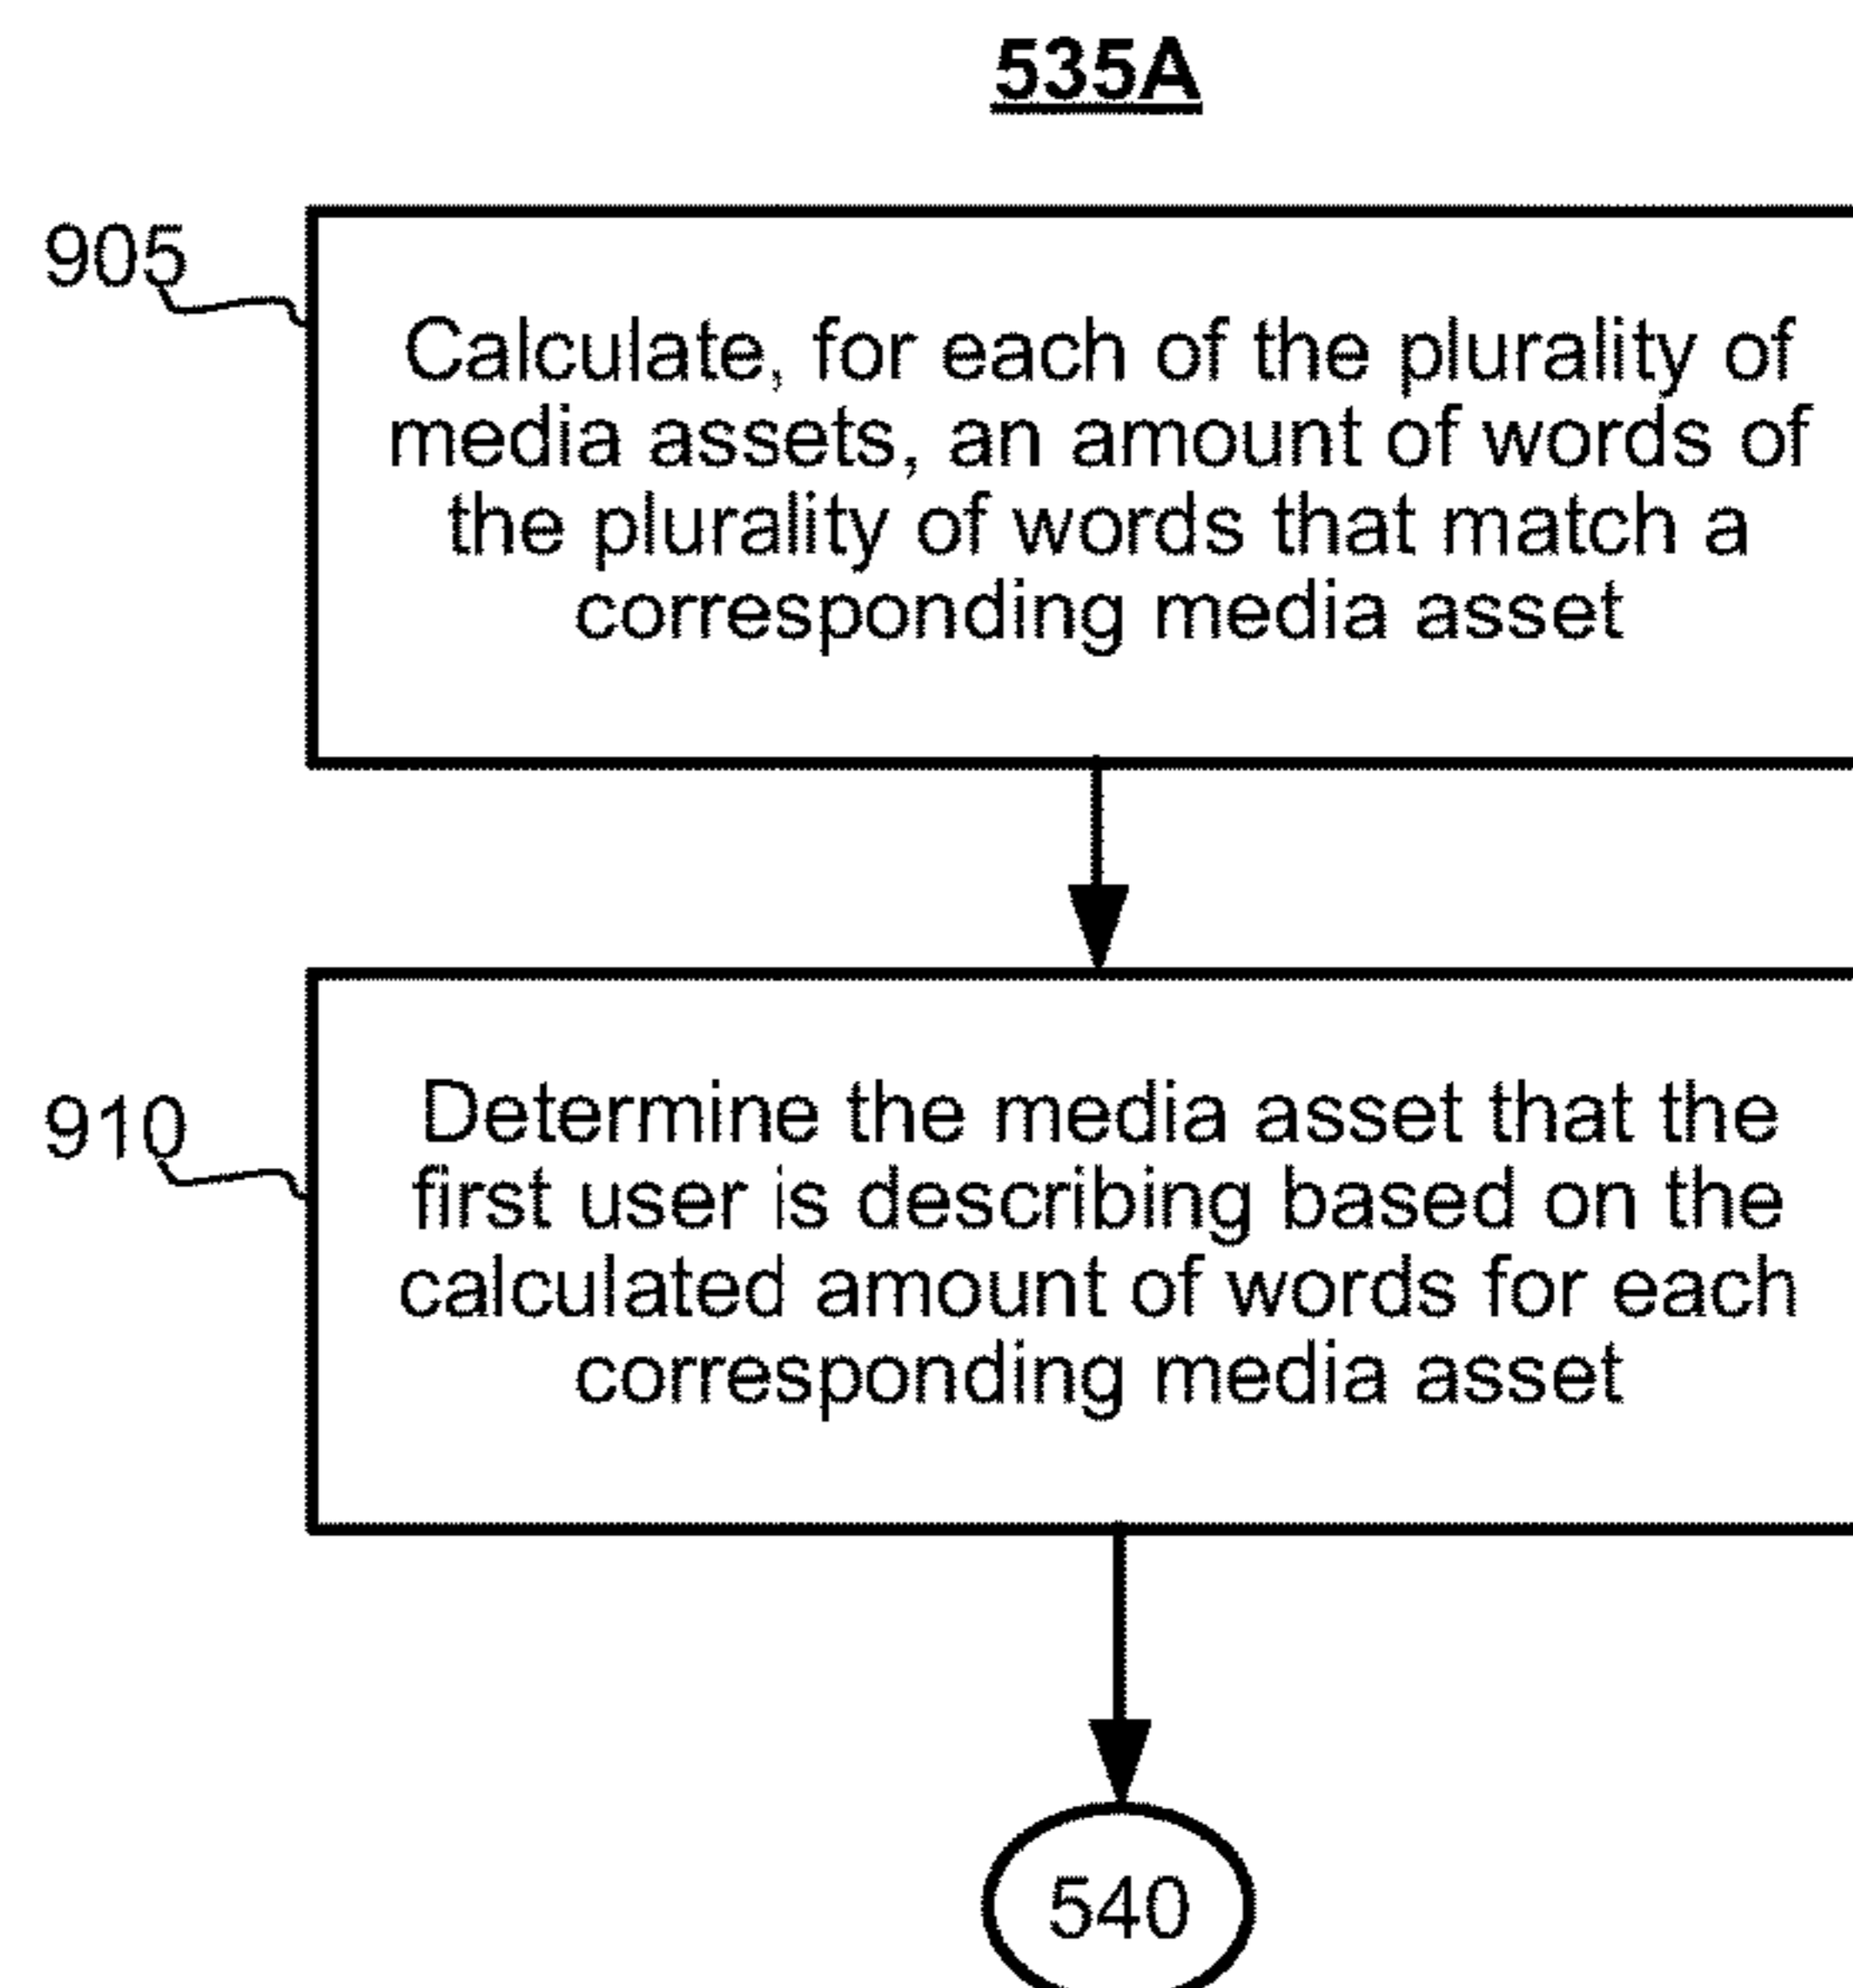 535A
905
Calculate, for each of the plurality of
media assets, an amount of words of
the plurality of words that match a
corresponding media asset
910
Determine the media asset that the
first user is describing based on the
calculated amount of words for each
corresponding media asset
540